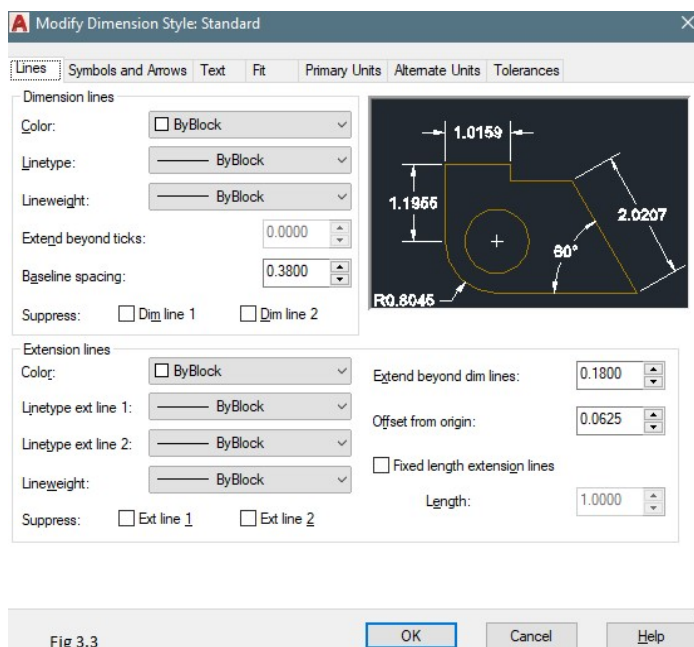 A Modify Dimension Style: Standard
Lines Symbols and Arrows Text Fit Primary Units Alternate Units Tolerances
Dimension lines
Color: ByBlock
Linetype: ByBlock
Lineweight: ByBlock
Extend beyond ticks: 0.0000
Baseline spacing: 0.3800
Suppress: Dim line 1 Dim line 2
1.0159
1.1955
2.0207
60°
R0.8045
Extension lines
Color: ByBlock
Linetype ext line 1: ByBlock
Linetype ext line 2: ByBlock
Lineweight: ByBlock
Suppress: Ext line 1 Ext line 2
Extend beyond dim lines: 0.1800
Offset from origin: 0.0625
Fixed length extension lines
Length: 1.0000
Fig 3.3
OK Cancel Help